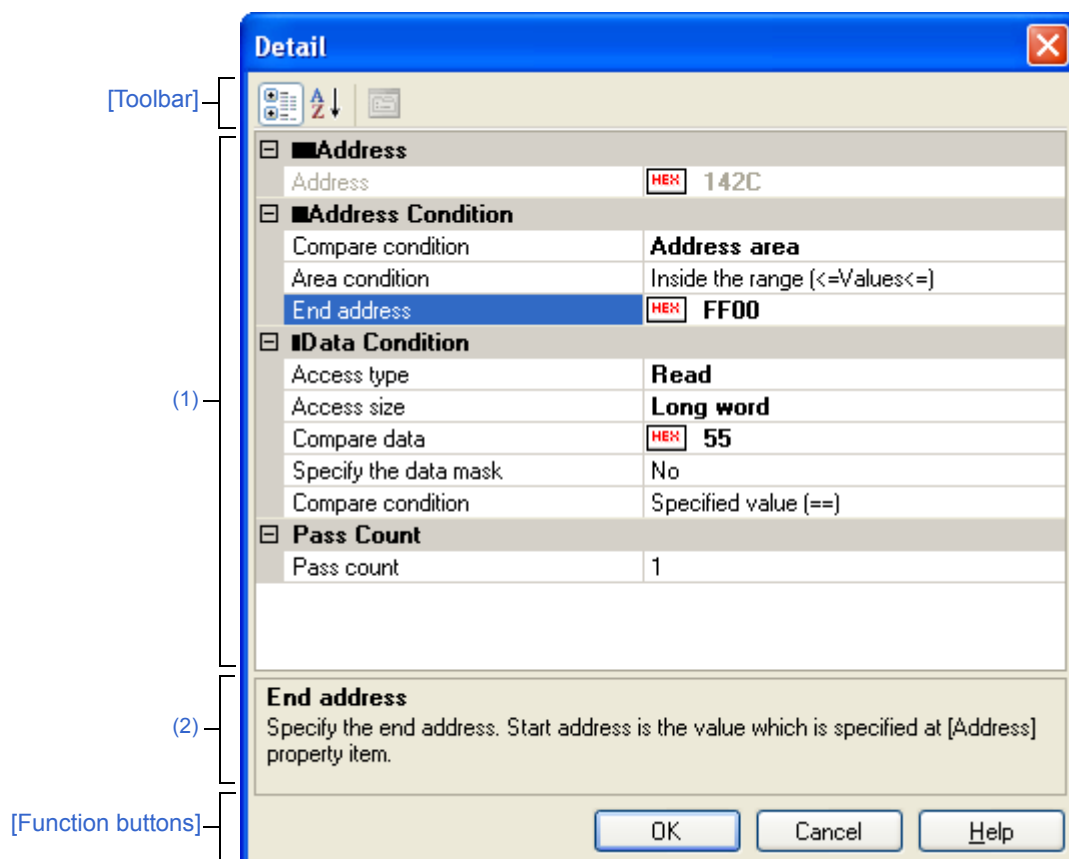 Detail
[Toolbar]
A
Z
Address
Address HEX 142C
Address Condition
Compare condition Address area
Area condition Inside the range (<=Values<=)
End address HEX FF00
Data Condition
Access type Read
(1)
Access size Long word
Compare data HEX 55
Specify the data mask No
Compare condition Specified value (==)
Pass Count
Pass count 1
End address
(2)
Specify the end address. Start address is the value which is specified at [Address]
property item.
[Function buttons]
OK Cancel Help